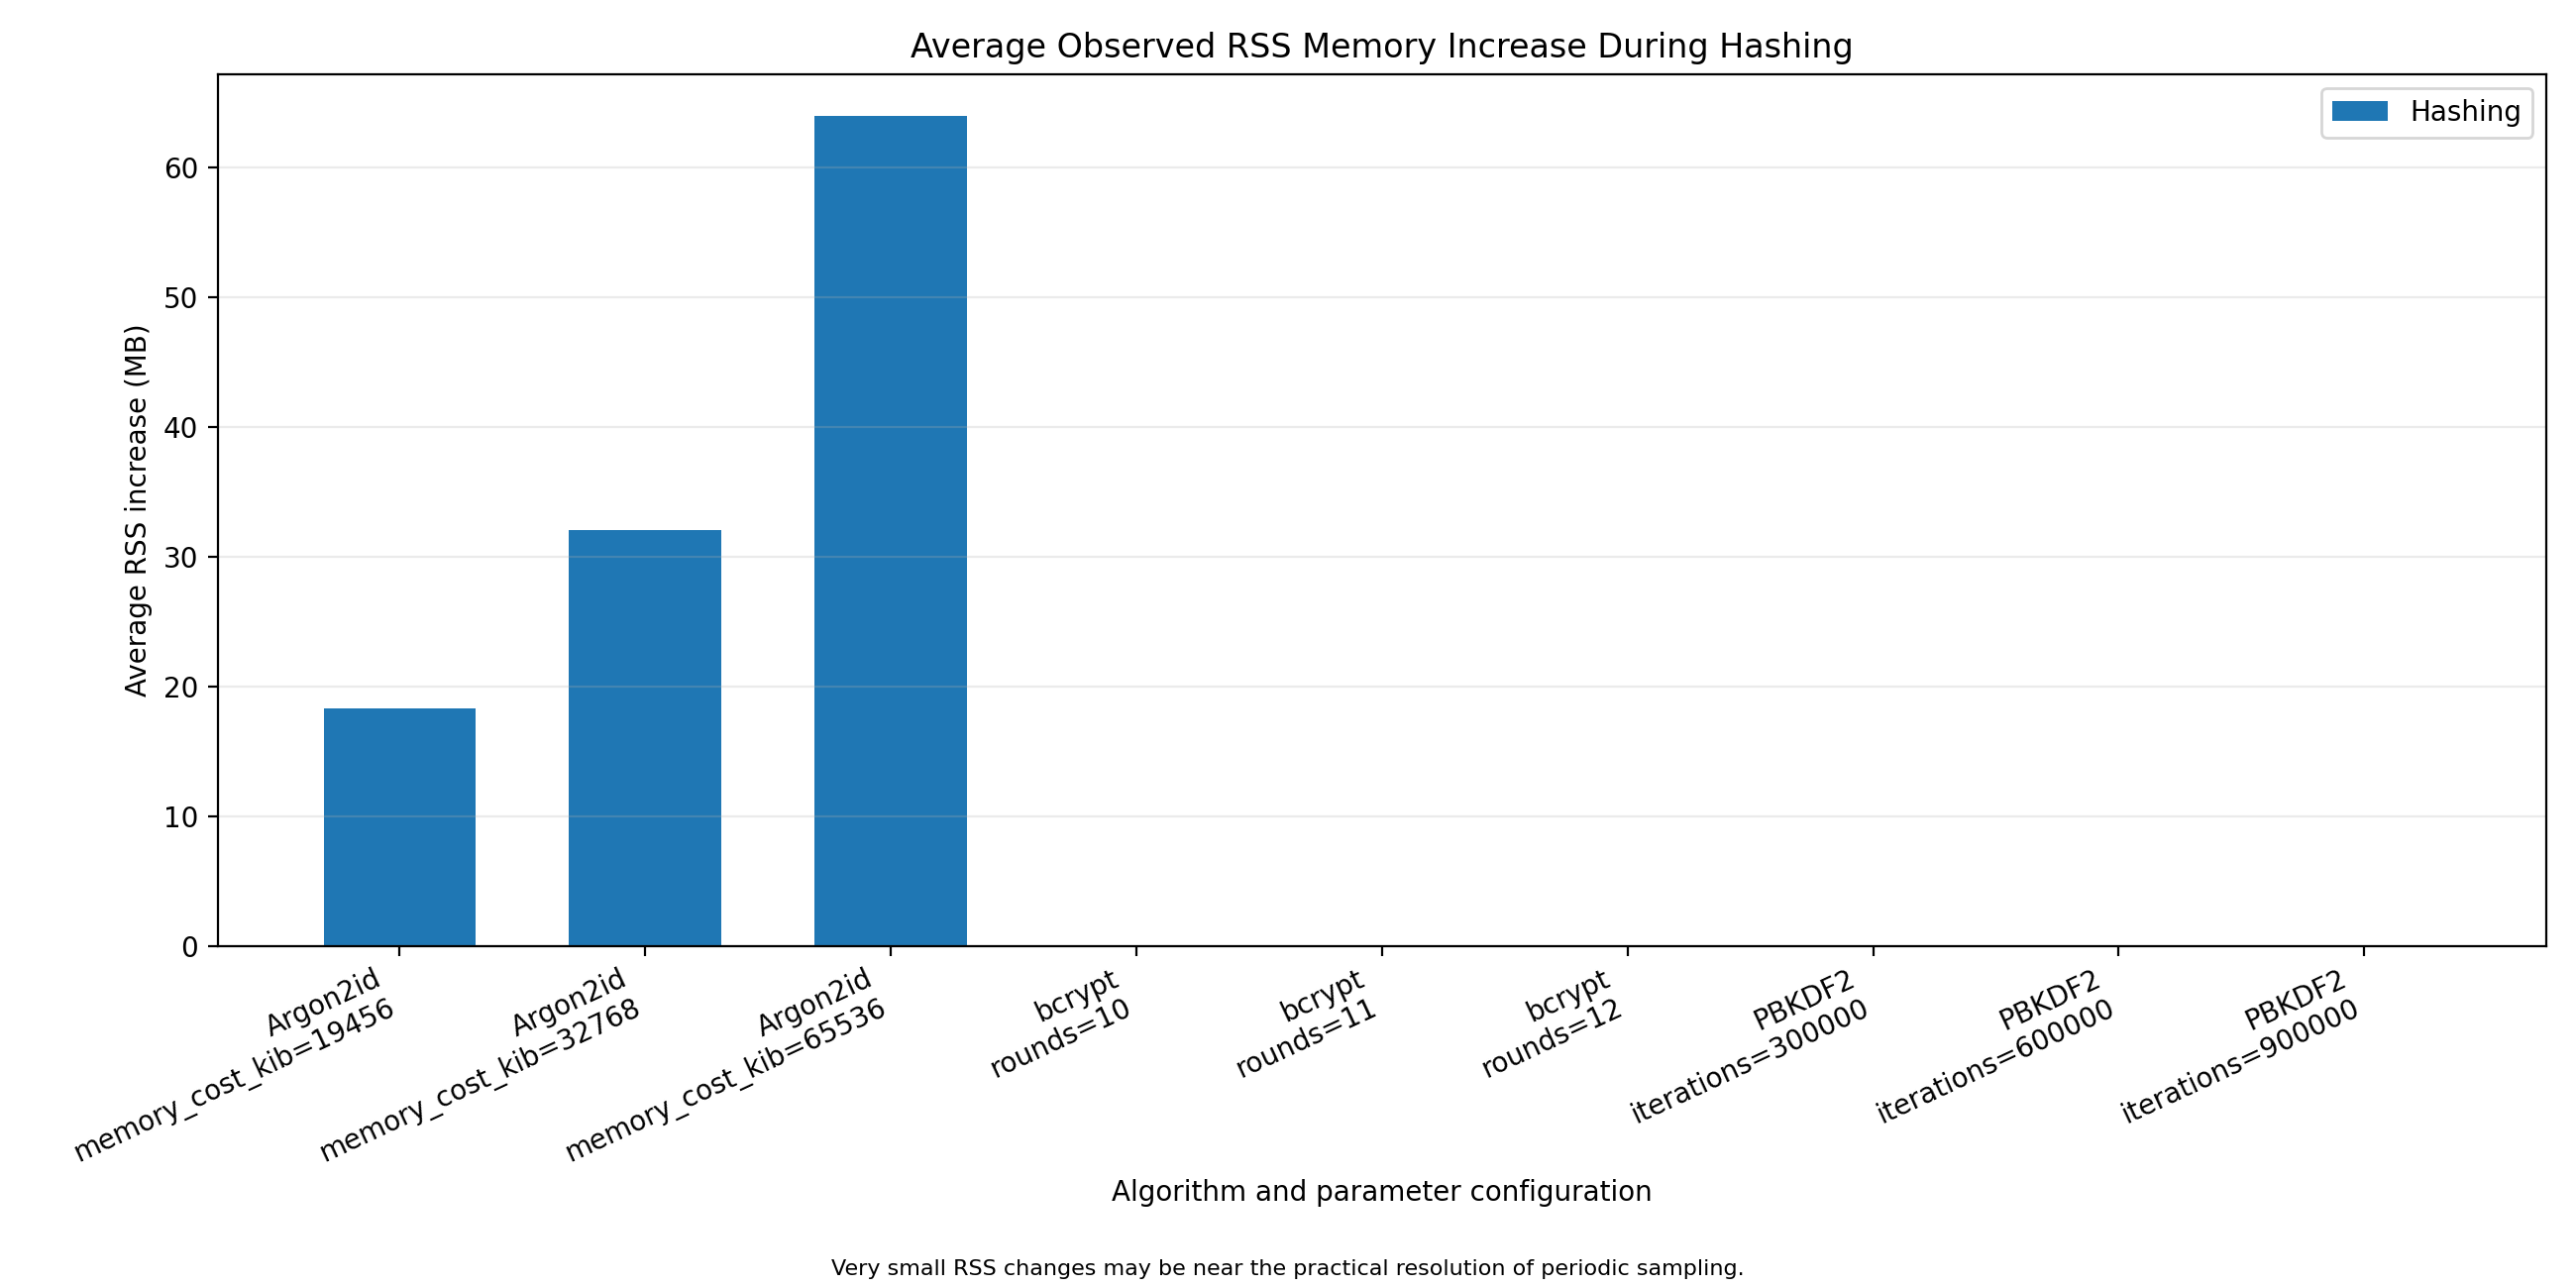 Average Observed RSS Memory Increase During Hashing
Hashing
Average RSS increase (MB)
60
50
40
30
20
10
0
Argon2id
memory_cost_kib=19456
Argon2id
memory_cost_kib=32768
Argon2id
memory_cost_kib=65536
bcrypt
rounds=10
bcrypt
rounds=11
bcrypt
rounds=12
PBKDF2
iterations=300000
PBKDF2
iterations=600000
PBKDF2
iterations=900000
Algorithm and parameter configuration
Very small RSS changes may be near the practical resolution of periodic sampling.